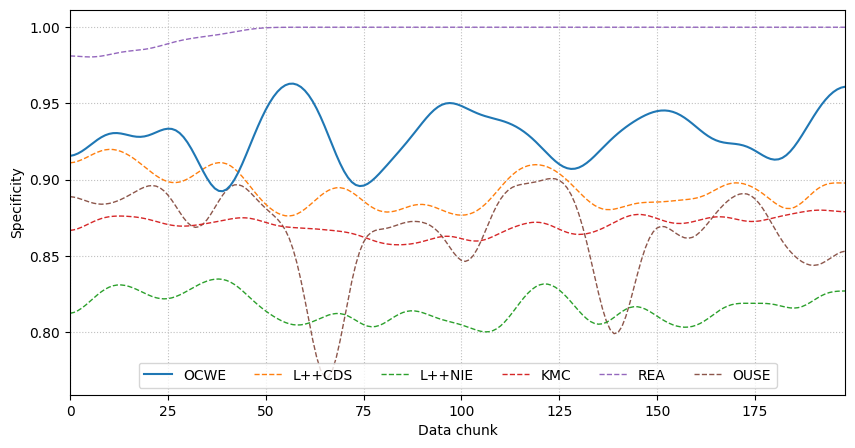 1.00
0.95
0.90
0.85
0.80
Specificity
OCWE L++CDS L++NIE KMC REA OUSE
0 25 50 75 100 125 150 175
Data chunk